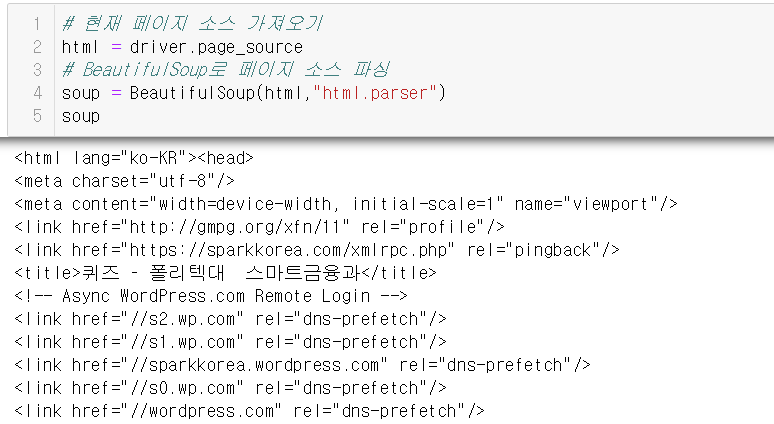 1 # 현재 페이지 소스 가져오기
2 html = driver.page_source
3 # BeautifulSoup로 페이지 소스 파싱
4 soup = BeautifulSoup(html,"html.parser")
5 soup
<html lang="ko-KR"><head>
<meta charset="utf-8"/>
<meta content="width=device-width, initial-scale=1" name="viewport"/>
<link href="http://gmpg.org/xfn/11" rel="profile"/>
<link href="https://sparkkorea.com/xmlrpc.php" rel="pingback"/>
<title>퀴즈 - 폴리텍대  스마트금융과</title>
<!-- Async WordPress.com Remote Login -->
<link href="//s2.wp.com" rel="dns-prefetch"/>
<link href="//s1.wp.com" rel="dns-prefetch"/>
<link href="//sparkkorea.wordpress.com" rel="dns-prefetch"/>
<link href="//s0.wp.com" rel="dns-prefetch"/>
<link href="//wordpress.com" rel="dns-prefetch"/>